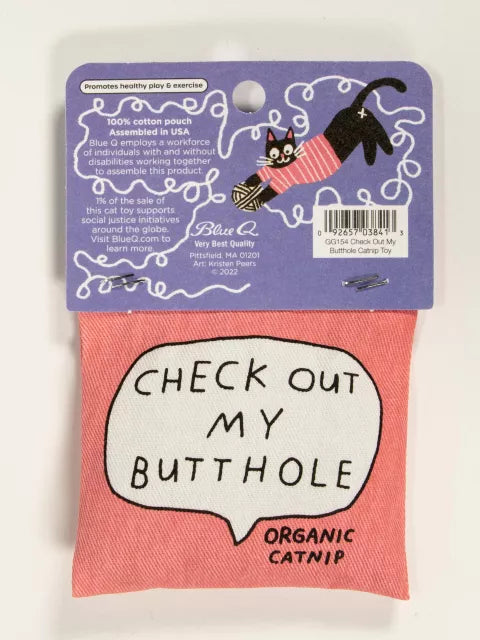 Promotes healthy play & exercise
100% cotton pouch
Assembled in USA
Blue Q employs a workforce
of individuals with and without
disabilities working together
to assemble this product.
1% of the sale of
this cat toy supports
social justice initiatives
around the globe.
Visit BlueQ.com to
learn more.
Blue Q
Very Best Quality
Pittsfield, MA 01201
Art: Kristen Peers
© 2022
0 92657 03841 3
GG154 Check Out My
Butthole Catnip Toy
CHECK OUT
MY
BUTTHOLE
ORGANIC
CATNIP